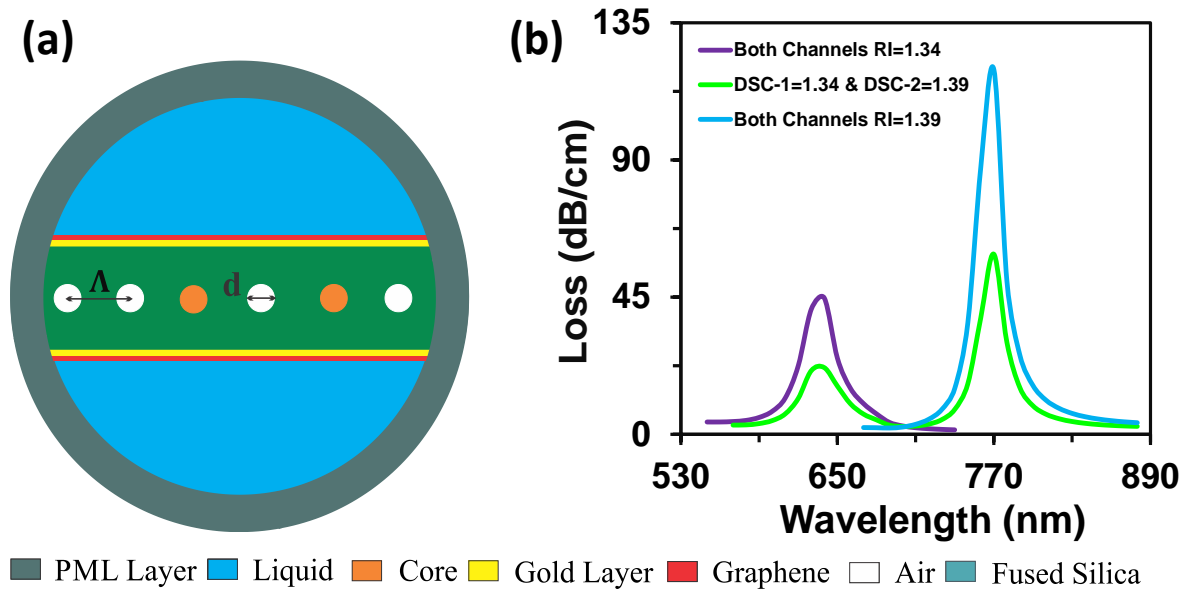 (a)
Λ
d
(b)
Loss (dB/cm)
135
90
45
0
Both Channels RI=1.34
DSC-1=1.34 & DSC-2=1.39
Both Channels RI=1.39
530 650 770 890
Wavelength (nm)
PML Layer Liquid Core Gold Layer Graphene Air Fused Silica